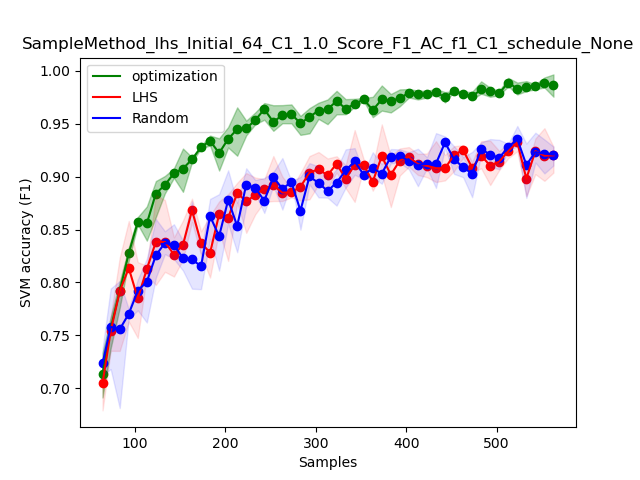 SampleMethod_lhs_Initial_64_C1_1.0_Score_F1_AC_f1_C1_schedule_None
optimization
LHS
Random
1.00
0.95
0.90
0.85
0.80
0.75
0.70
SVM accuracy (F1)
100
200
300
400
500
Samples